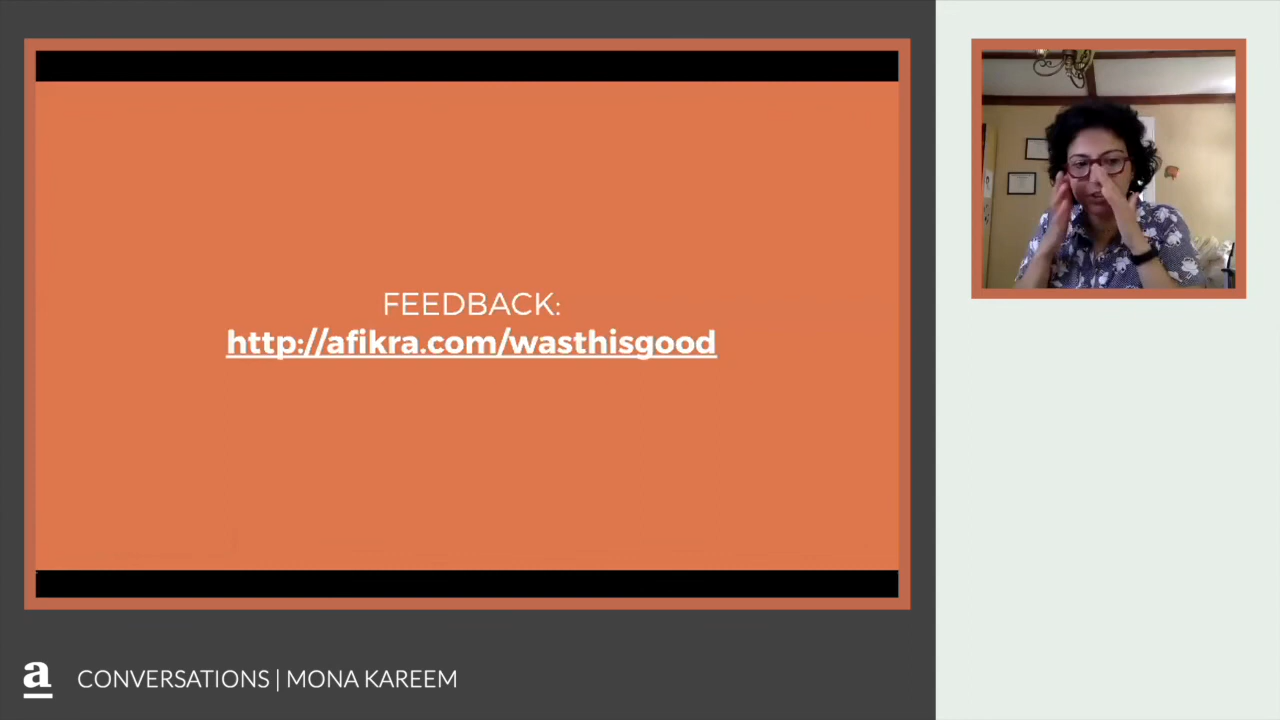 FEEDBACK:
http://afikra.com/wasthisgood
a CONVERSATIONS | MONA KAREEM